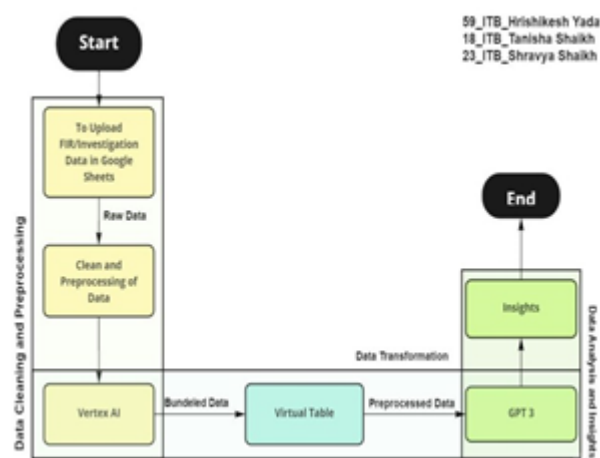 59_ITB_Hrishikesh Yada
18_ITB_Tanisha Shaikh
23_ITB_Shravya Shaikh
Start
To Upload
FIR/Investigation
Data in Google
Sheets
Raw Data
Clean and
Preprocessing of
Data
Data Cleaning and Preprocessing
Vertex AI
Bundeled Data
Virtual Table
Preprocessed Data
GPT 3
Data Transformation
Insights
End
Data Analysis and Insights